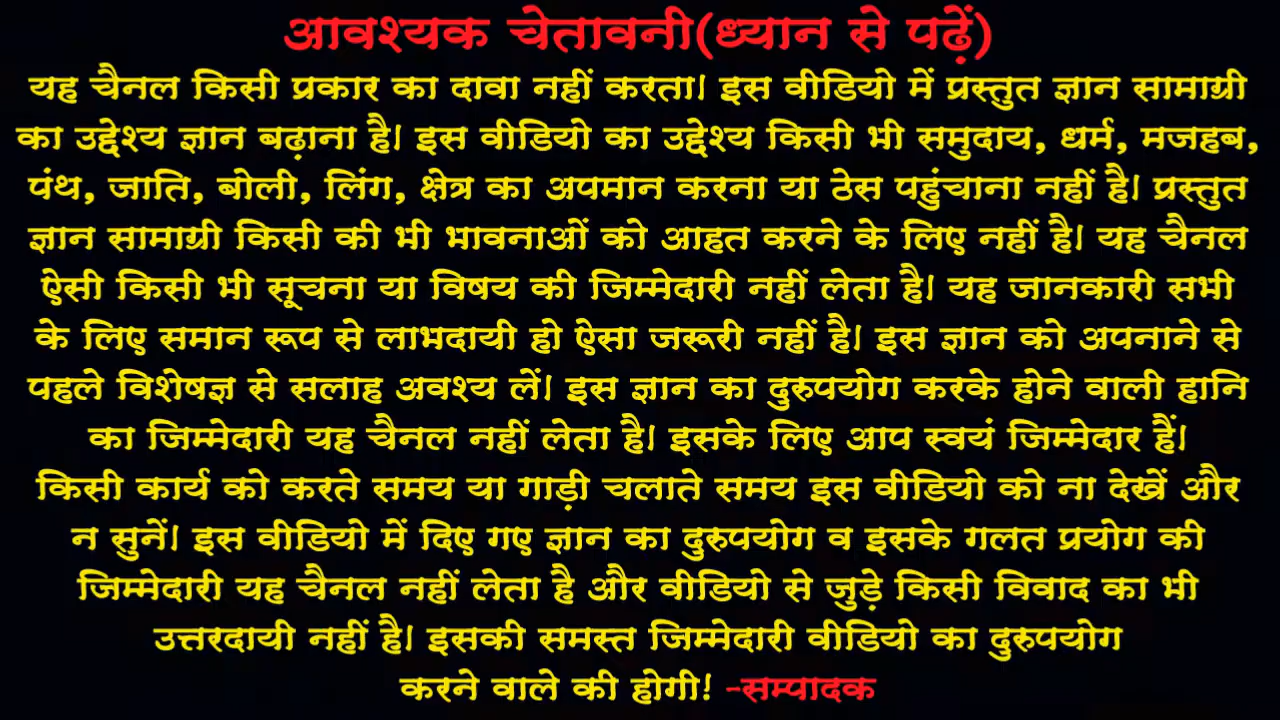 आवश्यक चेतावनी(ध्यान से पढ़ें)
यह चैनल किसी प्रकार का दावा नहीं करता। इस वीडियो में प्रस्तुत ज्ञान सामाग्री
का उद्देश्य ज्ञान बढ़ाना है। इस वीडियो का उद्देश्य किसी भी समुदाय, धर्म, मजहब,
पंथ, जाति, बोली, लिंग, क्षेत्र का अपमान करना या ठेस पहुंचाना नहीं है। प्रस्तुत
ज्ञान सामाग्री किसी की भी भावनाओं को आहत करने के लिए नहीं है। यह चैनल
ऐसी किसी भी सूचना या विषय की जिम्मेदारी नहीं लेता है। यह जानकारी सभी
के लिए समान रूप से लाभदायी हो ऐसा जरूरी नहीं है। इस ज्ञान को अपनाने से
पहले विशेषज्ञ से सलाह अवश्य लें। इस ज्ञान का दुरुपयोग करके होने वाली हानि
का जिम्मेदारी यह चैनल नहीं लेता है। इसके लिए आप स्वयं जिम्मेदार हैं।
किसी कार्य को करते समय या गाड़ी चलाते समय इस वीडियो को ना देखें और
न सुनें। इस वीडियो में दिए गए ज्ञान का दुरुपयोग व इसके गलत प्रयोग की
जिम्मेदारी यह चैनल नहीं लेता है और वीडियो से जुड़े किसी विवाद का भी
उत्तरदायी नहीं है। इसकी समस्त जिम्मेदारी वीडियो का दुरुपयोग
करने वाले की होगी! -सम्पादक